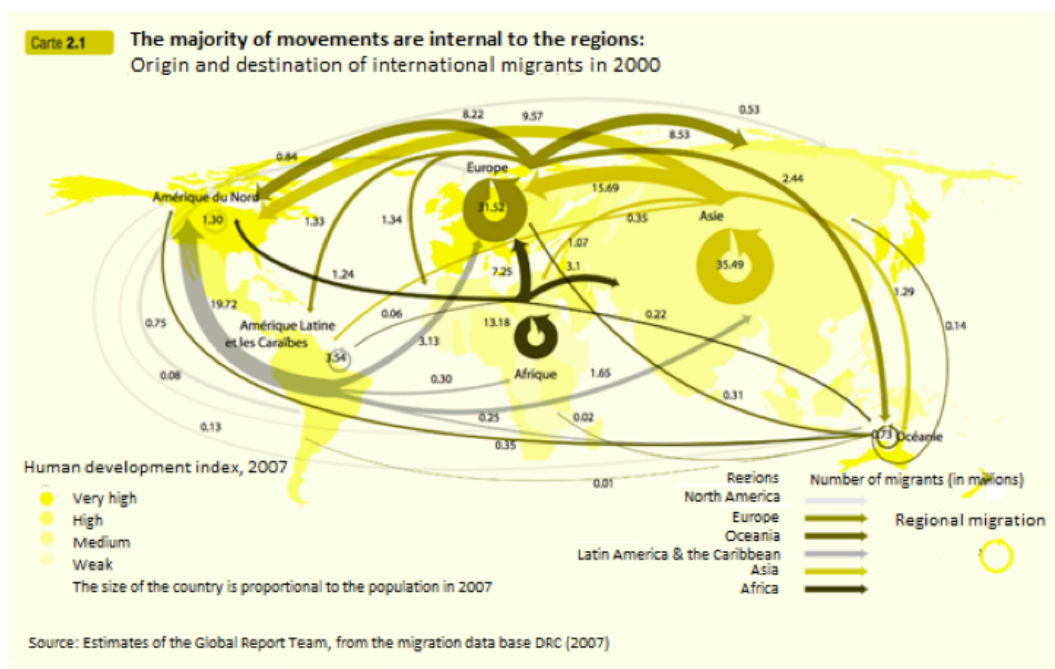 Carte 2.1
The majority of movements are internal to the regions:
Origin and destination of international migrants in 2000
8.22
9.57
0.53
8.53
0.84
Europe
2.44
15.69
Amérique du Nord
31.52
Asie
1.30
1.33
1.34
0.35
1.07
7.25
3.1
35.49
1.24
1.29
19.72
0.06
0.22
0.14
0.75
Amérique Latine
et les Caraïbes
13.18
3.13
3.54
Afrique
0.08
0.30
1.65
0.31
0.13
0.25
0.02
0.73
Océanie
0.35
0.01
Human development index, 2007
Very high
High
Medium
Weak
The size of the country is proportional to the population in 2007
Regions
Number of migrants (in millions)
North America
Europe
Regional migration
Oceania
Latin America & the Caribbean
Asia
Africa
Source: Estimates of the Global Report Team, from the migration data base DRC (2007)